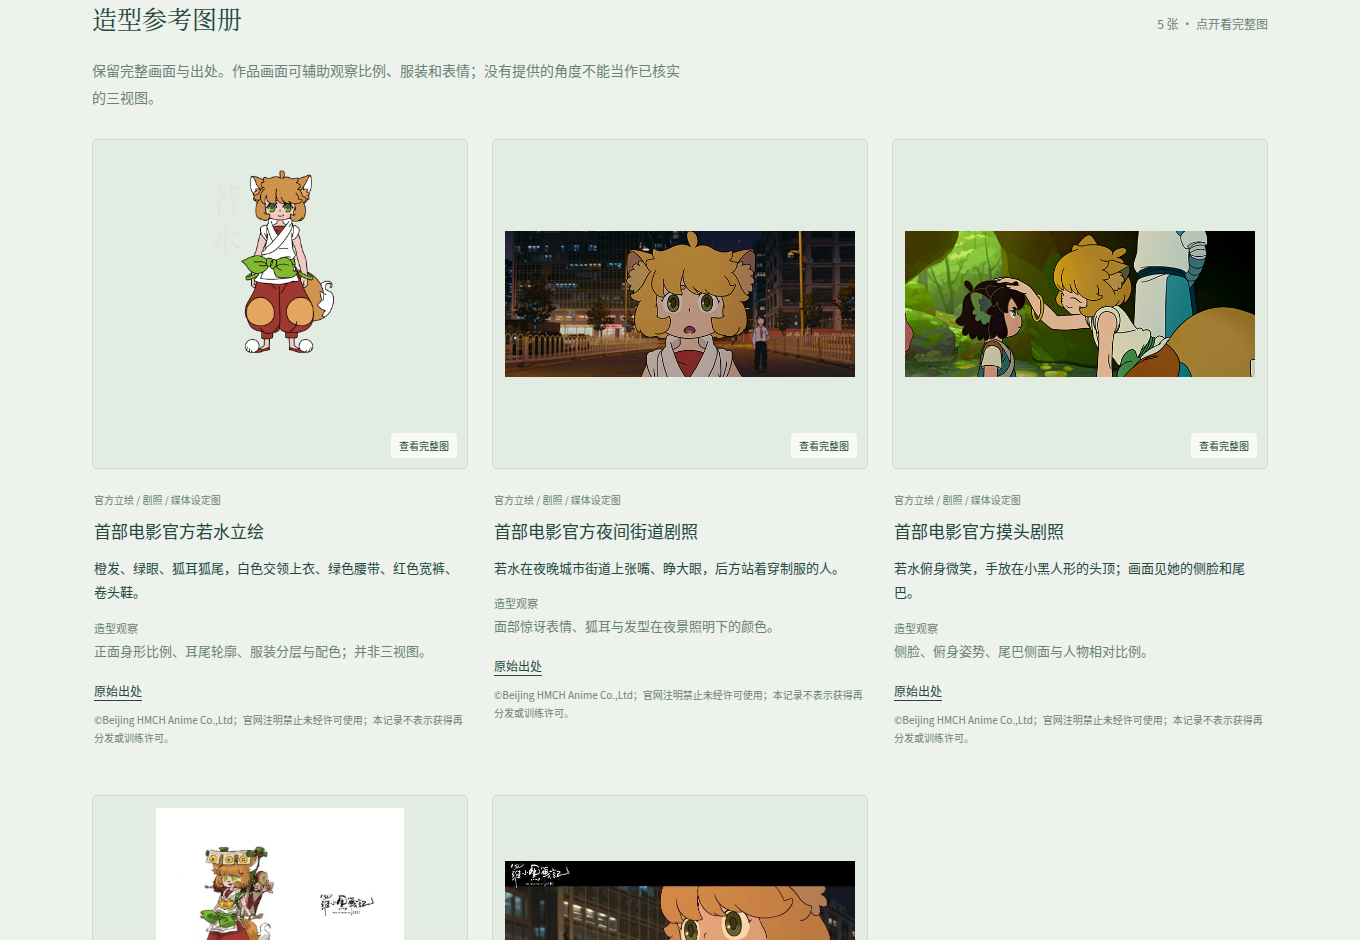 造型参考图册
5 张 · 点开看完整图
保留完整画面与出处。作品画面可辅助观察比例、服装和表情；没有提供的角度不能当作已核实
的三视图。
若
水
查看完整图
查看完整图
查看完整图
官方立绘 / 剧照 / 媒体设定图
首部电影官方若水立绘
橙发、绿眼、狐耳狐尾，白色交领上衣、绿色腰带、红色宽裤、
卷头鞋。
造型观察
正面身形比例、耳尾轮廓、服装分层与配色；并非三视图。
原始出处
©Beijing HMCH Anime Co.,Ltd；官网注明禁止未经许可使用；本记录不表示获得再
分发或训练许可。
官方立绘 / 剧照 / 媒体设定图
首部电影官方夜间街道剧照
若水在夜晚城市街道上张嘴、睁大眼，后方站着穿制服的人。
造型观察
面部惊讶表情、狐耳与发型在夜景照明下的颜色。
原始出处
©Beijing HMCH Anime Co.,Ltd；官网注明禁止未经许可使用；本记录不表示获得再
分发或训练许可。
官方立绘 / 剧照 / 媒体设定图
首部电影官方摸头剧照
若水俯身微笑，手放在小黑人形的头顶；画面见她的侧脸和尾
巴。
造型观察
侧脸、俯身姿势、尾巴侧面与人物相对比例。
原始出处
©Beijing HMCH Anime Co.,Ltd；官网注明禁止未经许可使用；本记录不表示获得再
分发或训练许可。
羅小黑戰記
羅小黑戰記